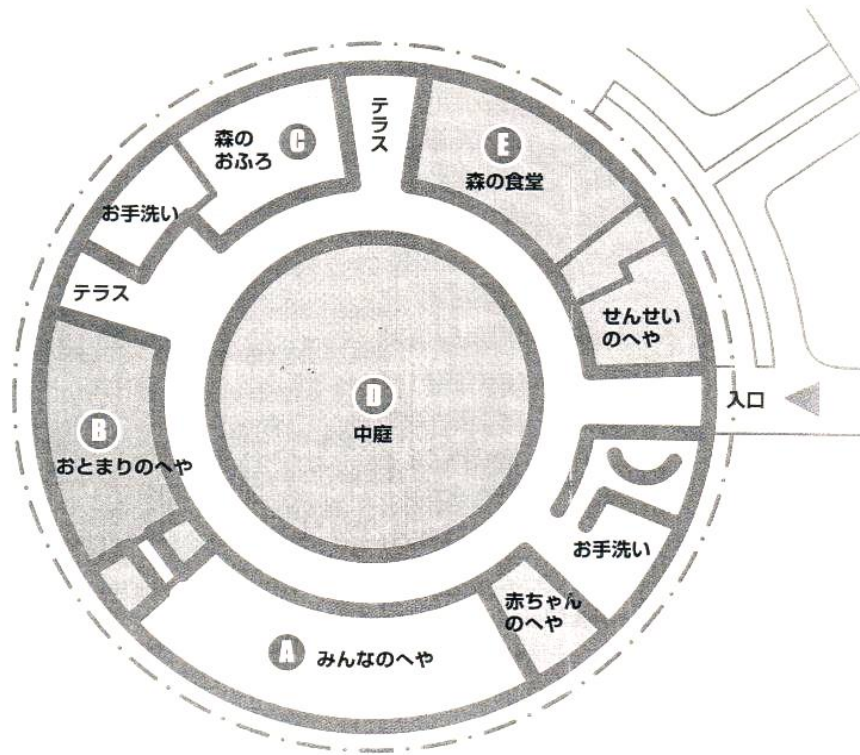 テラス
C
森の
おふろ
E
森の食堂
お手洗い
テラス
せんせい
のへや
D
中庭
入口
B
おとまりのへや
お手洗い
赤ちゃん
のへや
A
みんなのへや